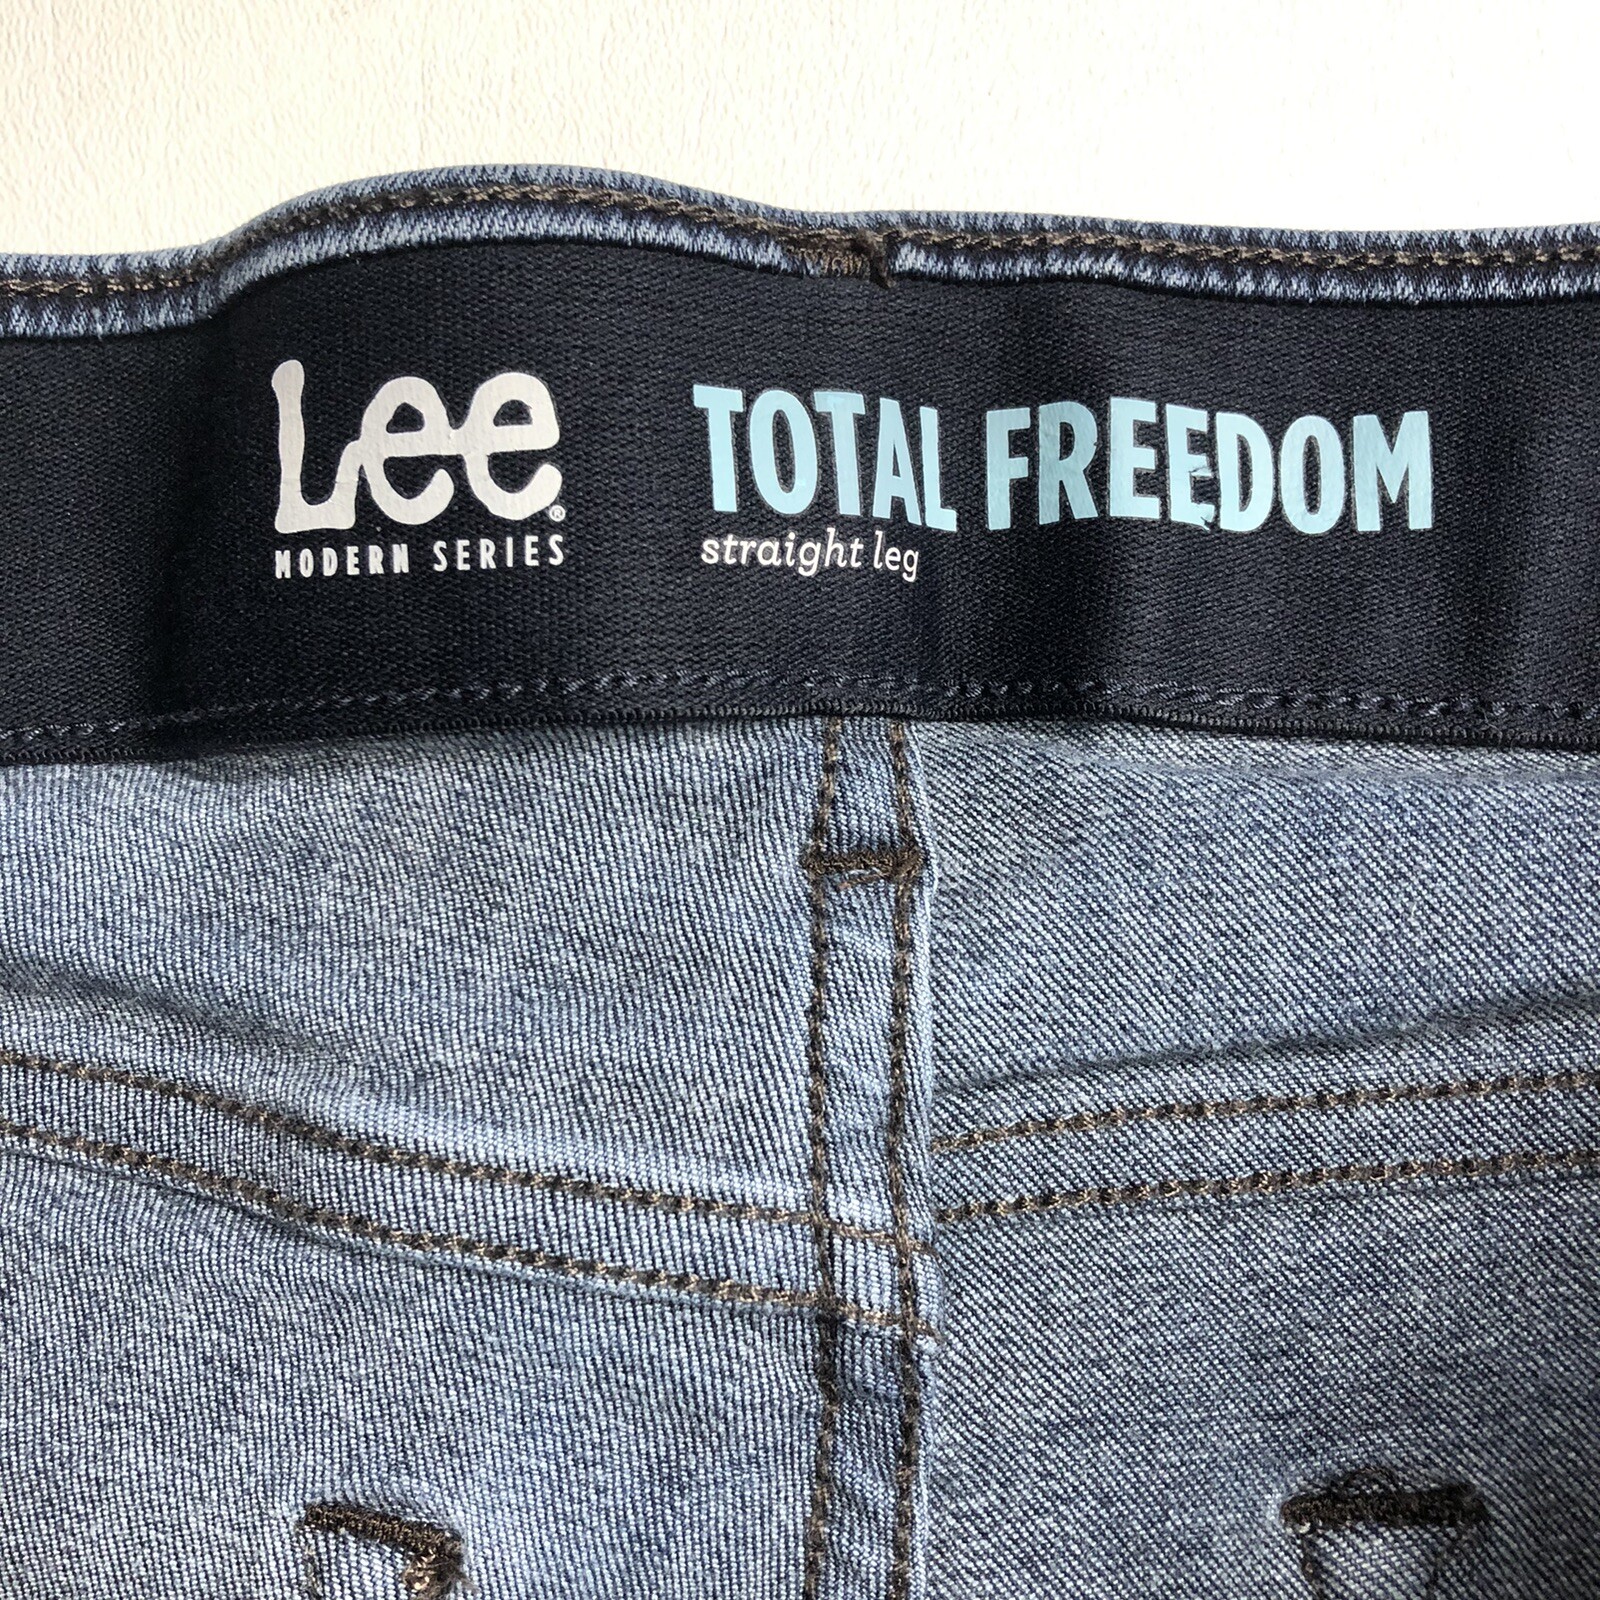 Lee®
MODERN SERIES
TOTAL FREEDOM
straight leg